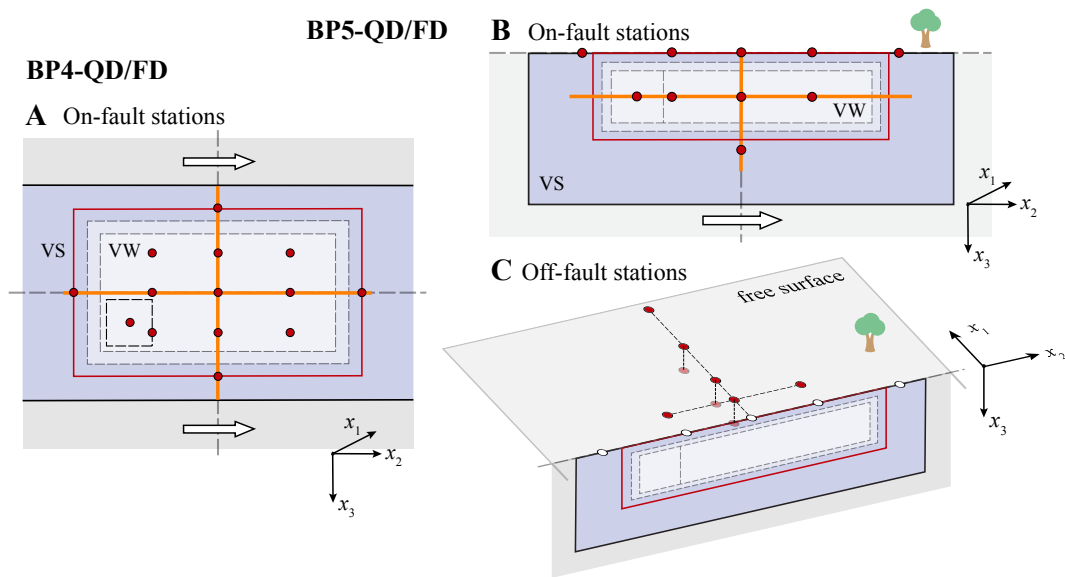 BP5-QD/FD
BP4-QD/FD
A On-fault stations
VS
VW
x1
x2
x3
B On-fault stations
VW
VS
x1
x2
x3
C Off-fault stations
free surface
x1
x2
x3